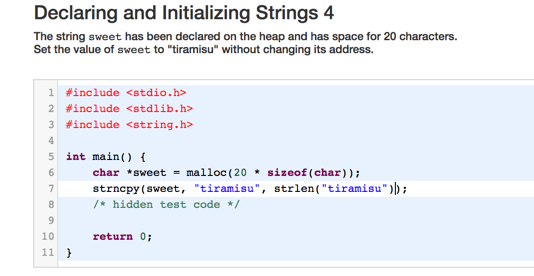 Declaring and Initializing Strings 4
The string sweet has been declared on the heap and has space for 20 characters.
Set the value of sweet to "tiramisu" without changing its address.
1 #include <stdio.h>
2 #include <stdlib.h>
3 #include <string.h>
4
5 int main() {
6 char *sweet = malloc(20 * sizeof(char));
7 strncpy(sweet, "tiramisu", strlen("tiramisu"));
8 /* hidden test code */
9
10 return 0;
11 }